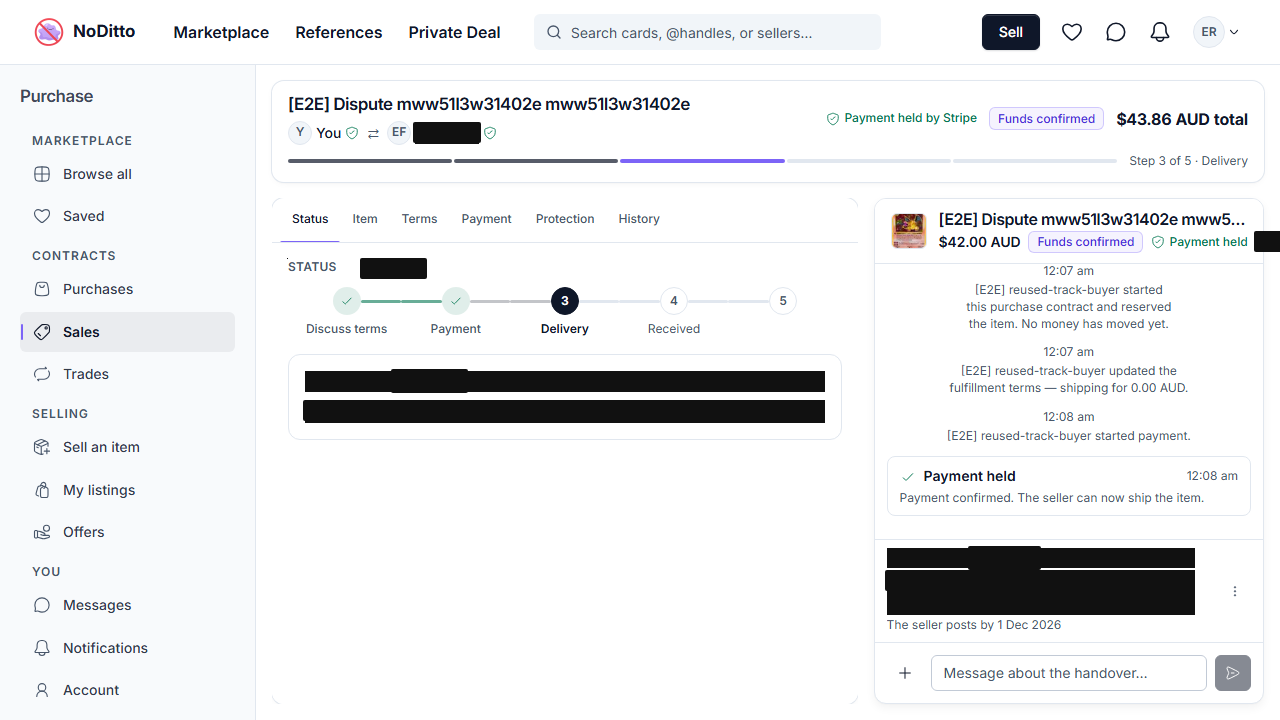 NoDitto
Marketplace
References
Private Deal
Search cards, @handles, or sellers...
Sell
ER
Purchase
MARKETPLACE
Browse all
Saved
CONTRACTS
Purchases
Sales
Trades
SELLING
Sell an item
My listings
Offers
YOU
Messages
Notifications
Account
[E2E] Dispute mww51l3w31402e mww51l3w31402e
Y You EF
Payment held by Stripe
Funds confirmed
$43.86 AUD total
Step 3 of 5 · Delivery
Status Item Terms Payment Protection History
STATUS
3 4 5
Discuss terms Payment Delivery Received
[E2E] Dispute mww51l3w31402e mww5...
$42.00 AUD Funds confirmed Payment held
12:07 am
[E2E] reused-track-buyer started
this purchase contract and reserved
the item. No money has moved yet.
12:07 am
[E2E] reused-track-buyer updated the
fulfillment terms — shipping for 0.00 AUD.
12:08 am
[E2E] reused-track-buyer started payment.
Payment held 12:08 am
Payment confirmed. The seller can now ship the item.
The seller posts by 1 Dec 2026
Message about the handover...